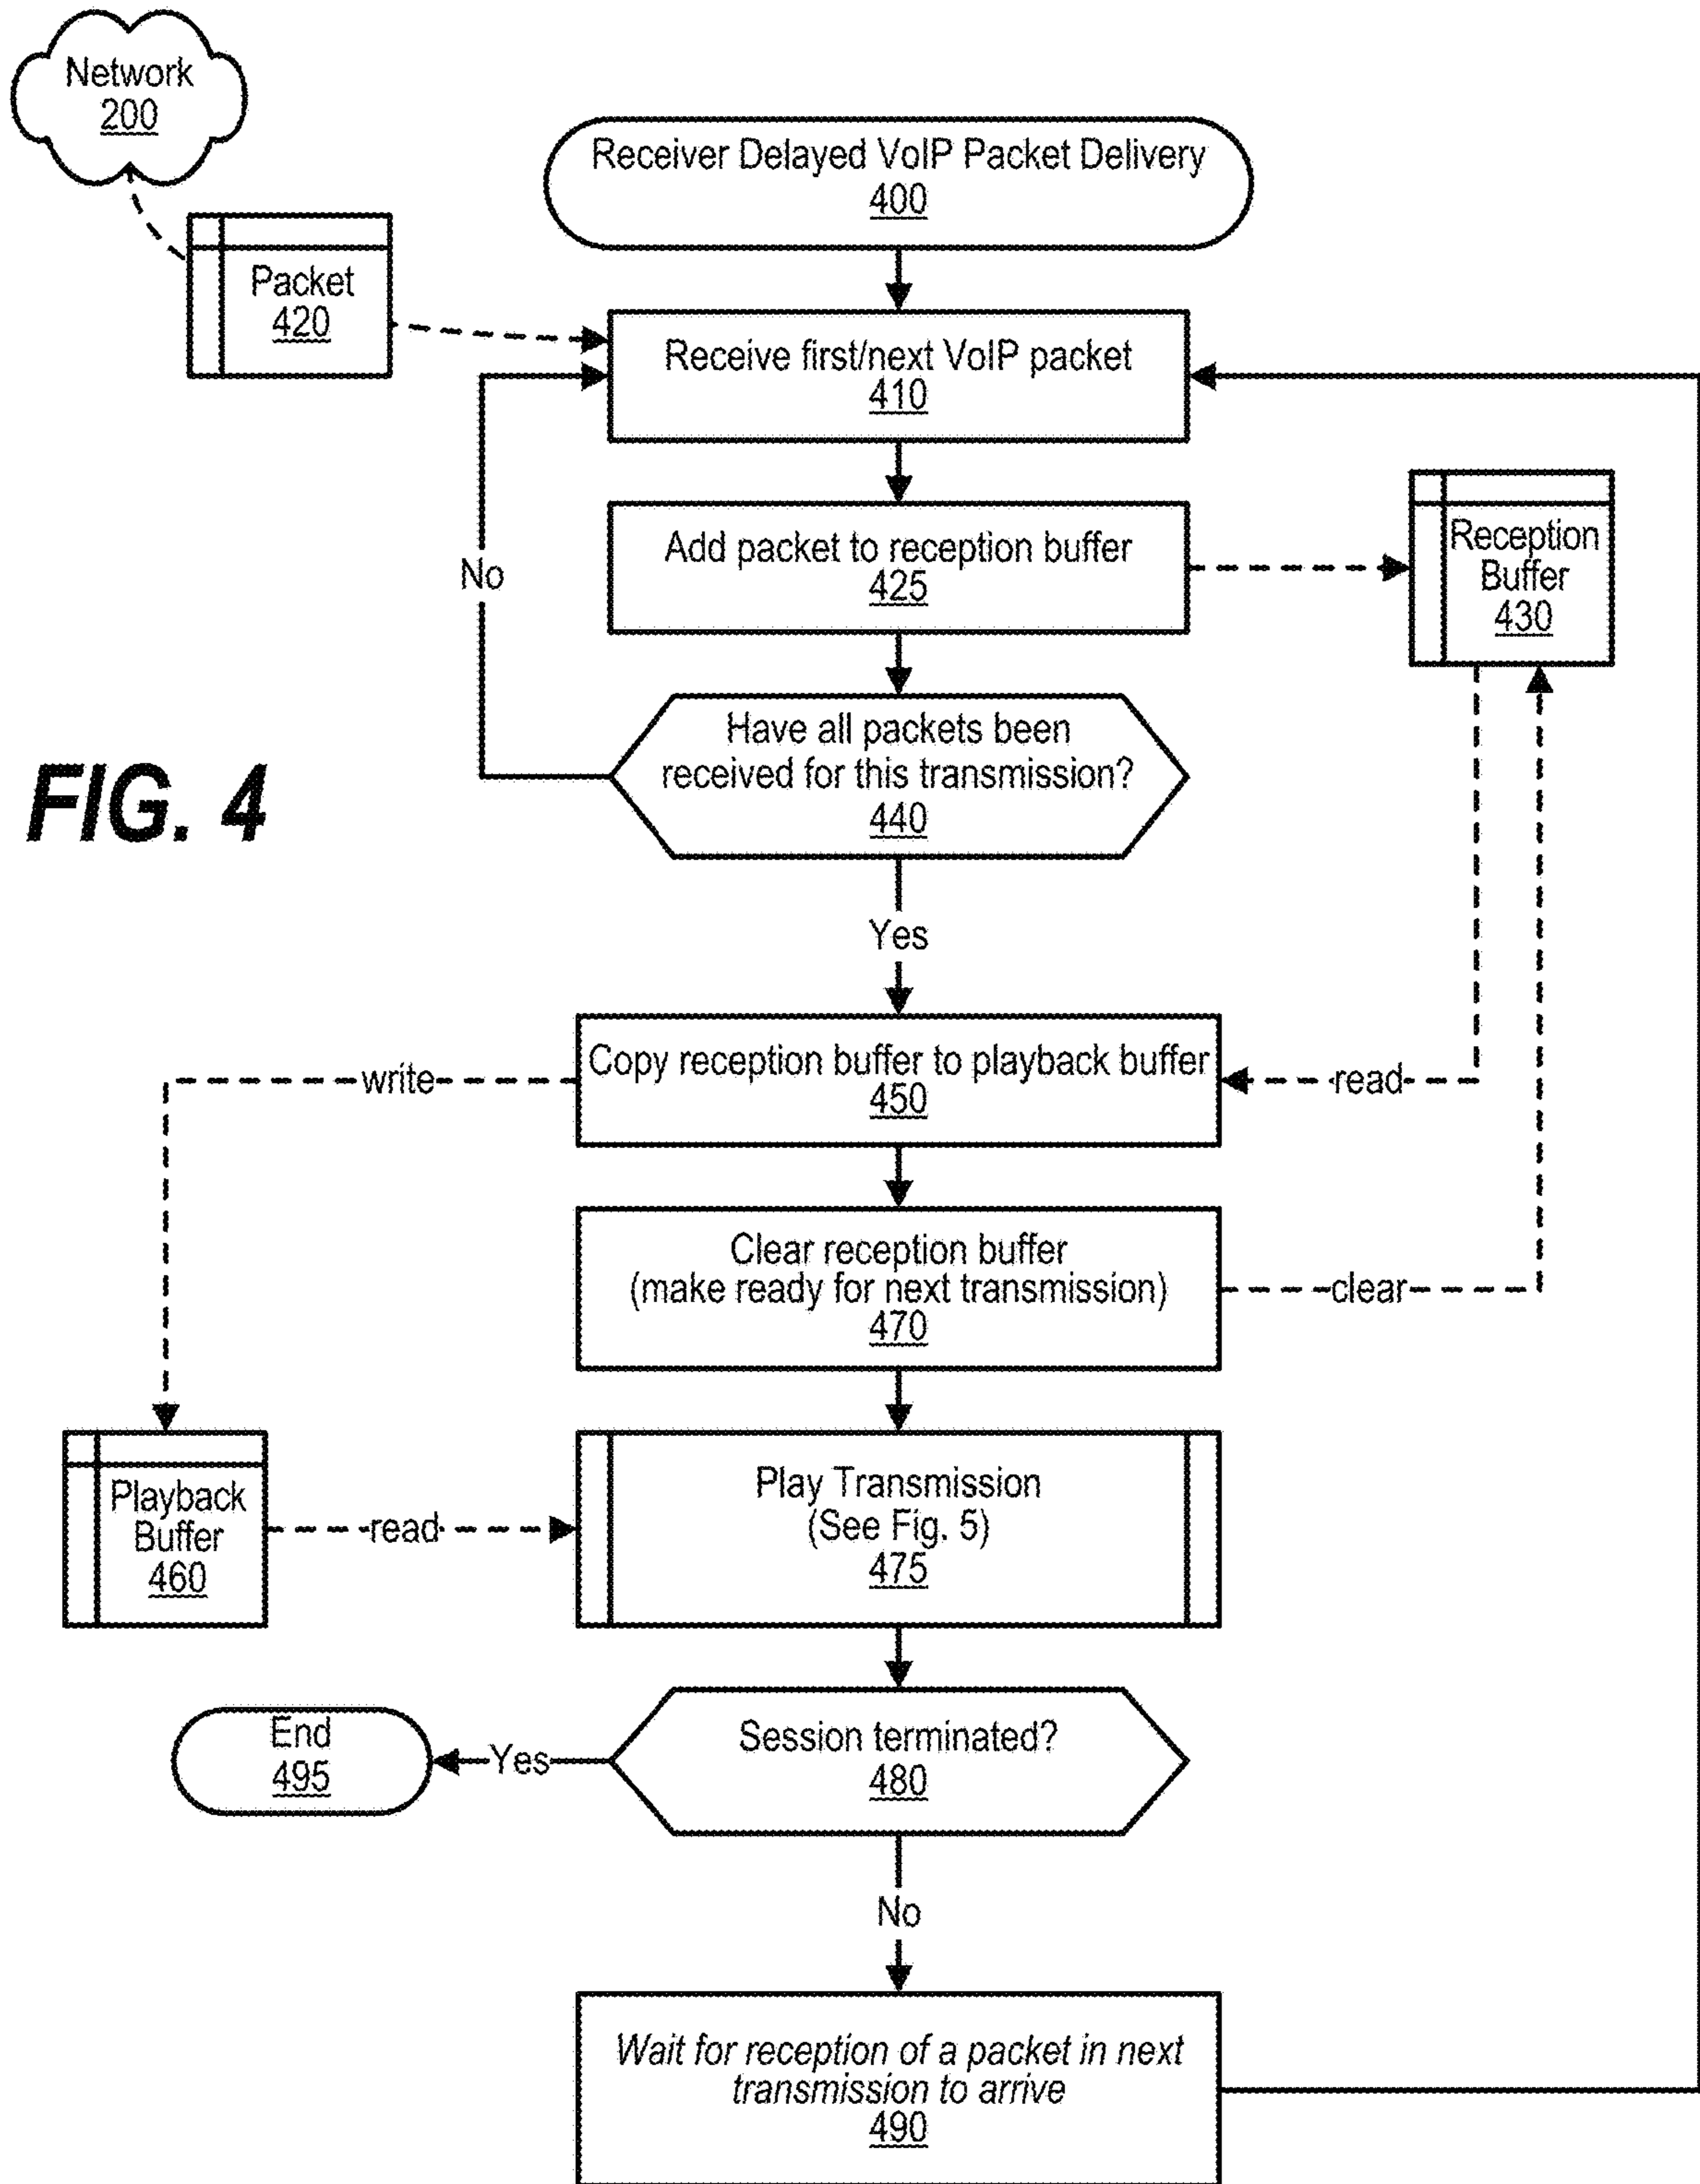 Network
200
Receiver Delayed VoIP Packet Delivery
400
Packet
420
Receive first/next VoIP packet
410
Add packet to reception buffer
425
Reception
Buffer
430
No
Have all packets been
received for this transmission?
440
FIG. 4
Yes
Copy reception buffer to playback buffer
450
write
read
Clear reception buffer
(make ready for next transmission)
470
clear
Playback
Buffer
460
read
Play Transmission
(See Fig. 5)
475
Session terminated?
480
Yes
End
495
No
Wait for reception of a packet in next
transmission to arrive
490